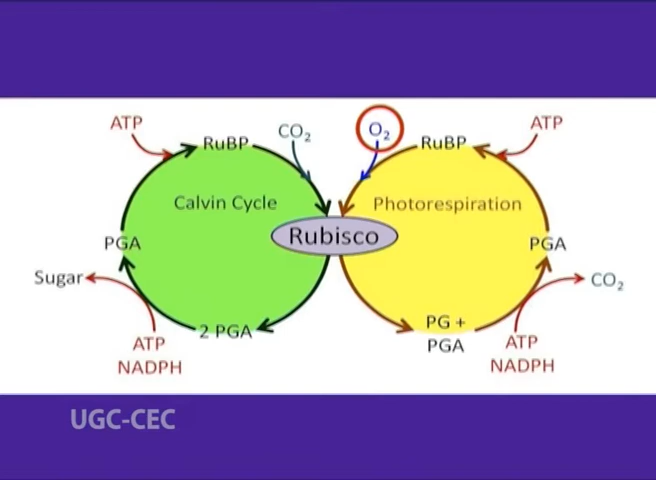 ATP
RuBP
CO₂
O₂
RuBP
ATP
Calvin Cycle
Photorespiration
Rubisco
PGA
PGA
Sugar
CO₂
2 PGA
PG +
PGA
ATP
NADPH
ATP
NADPH
UGC-CEC